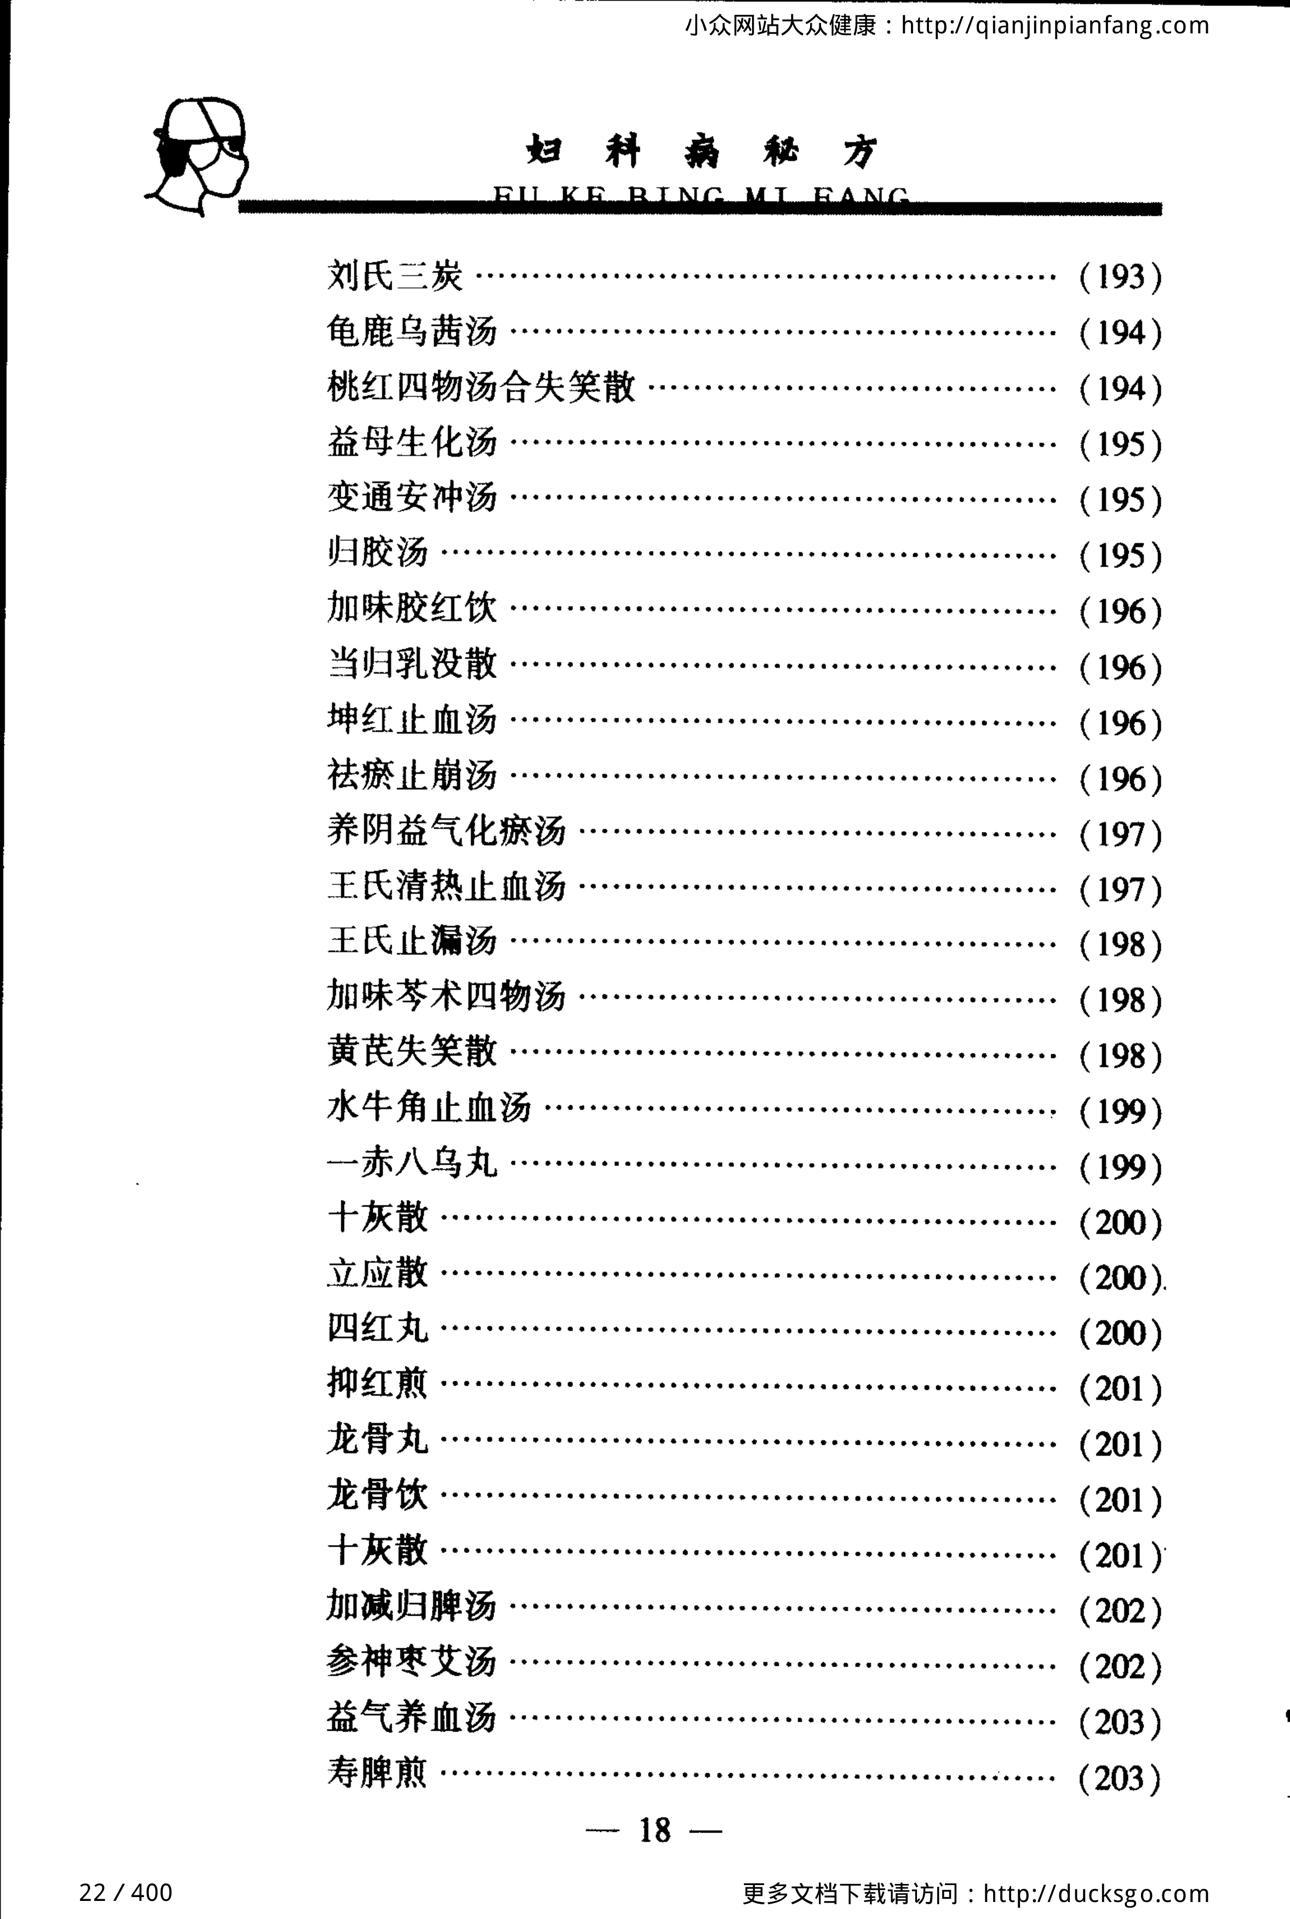 小众网站大众健康：http://qianjinpianfang.com
妇科病秘方
FU KE BING MI FANG
刘氏三炭 …………………………………………… (193)
龟鹿乌茜汤 …………………………………………… (194)
桃红四物汤合失笑散 …………………………………………… (194)
益母生化汤 …………………………………………… (195)
变通安冲汤 …………………………………………… (195)
归胶汤 …………………………………………… (195)
加味胶红饮 …………………………………………… (196)
当归乳没散 …………………………………………… (196)
坤红止血汤 …………………………………………… (196)
祛瘀止崩汤 …………………………………………… (196)
养阴益气化瘀汤 …………………………………………… (197)
王氏清热止血汤 …………………………………………… (197)
王氏止漏汤 …………………………………………… (198)
加味芩术四物汤 …………………………………………… (198)
黄芪失笑散 …………………………………………… (198)
水牛角止血汤 …………………………………………… (199)
一赤八乌丸 …………………………………………… (199)
十灰散 …………………………………………… (200)
立应散 …………………………………………… (200)
四红丸 …………………………………………… (200)
抑红煎 …………………………………………… (201)
龙骨丸 …………………………………………… (201)
龙骨饮 …………………………………………… (201)
十灰散 …………………………………………… (201)
加减归脾汤 …………………………………………… (202)
参神枣艾汤 …………………………………………… (202)
益气养血汤 …………………………………………… (203)
寿脾煎 …………………………………………… (203)
— 18 —
22 / 400
更多文档下载请访问：http://ducksgo.com